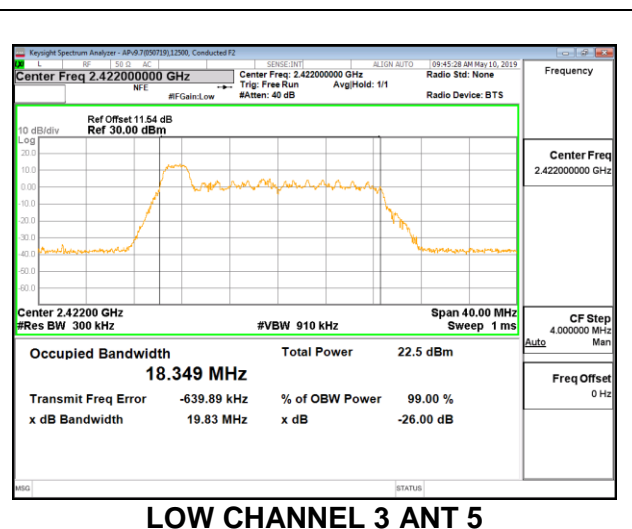 Keysight Spectrum Analyzer - APv9.7(050719),12500, Conducted F2
L RF 50 Ω AC SENSE:INT ALIGN AUTO 09:45:28 AM May 10, 2019
Center Freq 2.422000000 GHz Center Freq: 2.422000000 GHz Radio Std: None Frequency
NFE Trig: Free Run Avg|Hold: 1/1
#IFGain:Low #Atten: 40 dB Radio Device: BTS
Ref Offset 11.54 dB
10 dB/div Ref 30.00 dBm
Log
20.0
10.0
0.00
-10.0
-20.0
-30.0
-40.0
-50.0
-60.0
Center Freq
2.422000000 GHz
Center 2.42200 GHz Span 40.00 MHz
#Res BW 300 kHz #VBW 910 kHz Sweep 1 ms
CF Step
4.000000 MHz
Auto Man
Occupied Bandwidth Total Power 22.5 dBm
18.349 MHz
Transmit Freq Error -639.89 kHz % of OBW Power 99.00 %
x dB Bandwidth 19.83 MHz x dB -26.00 dB
Freq Offset
0 Hz
MSG STATUS
LOW CHANNEL 3 ANT 5